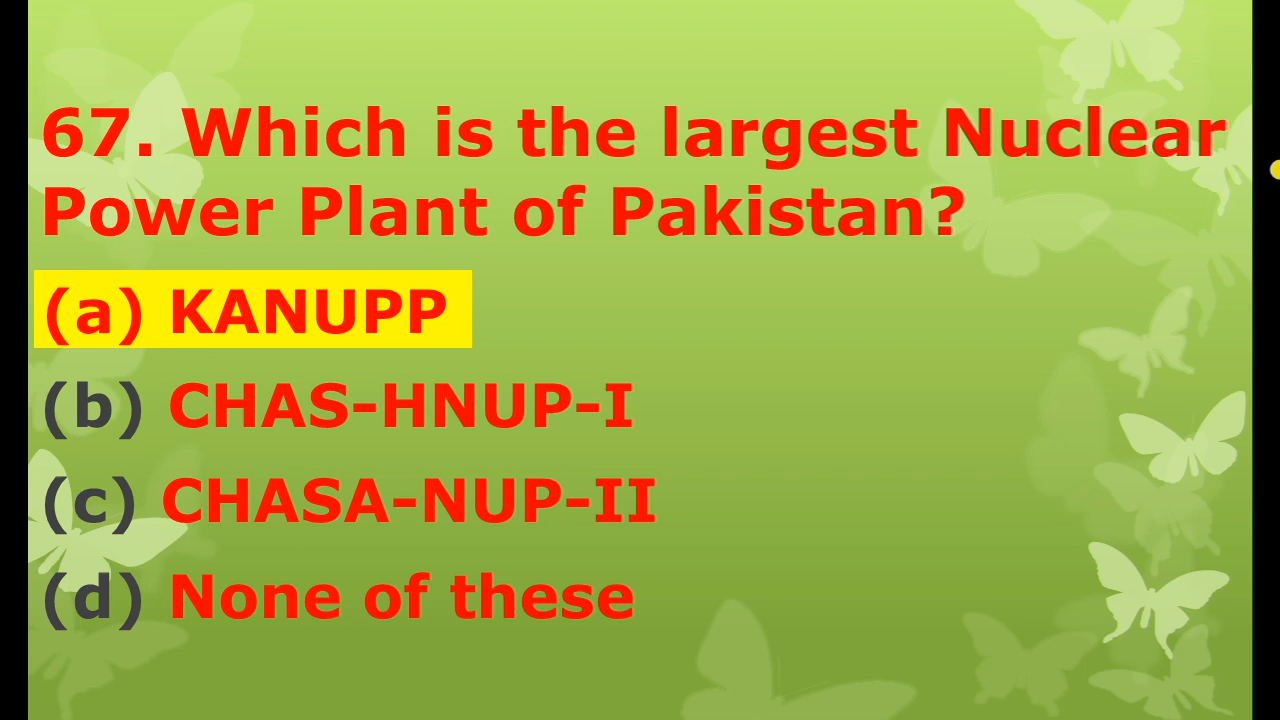 67. Which is the largest Nuclear
Power Plant of Pakistan?
(a) KANUPP
(b) CHAS-HNUP-I
(c) CHASA-NUP-II
(d) None of these